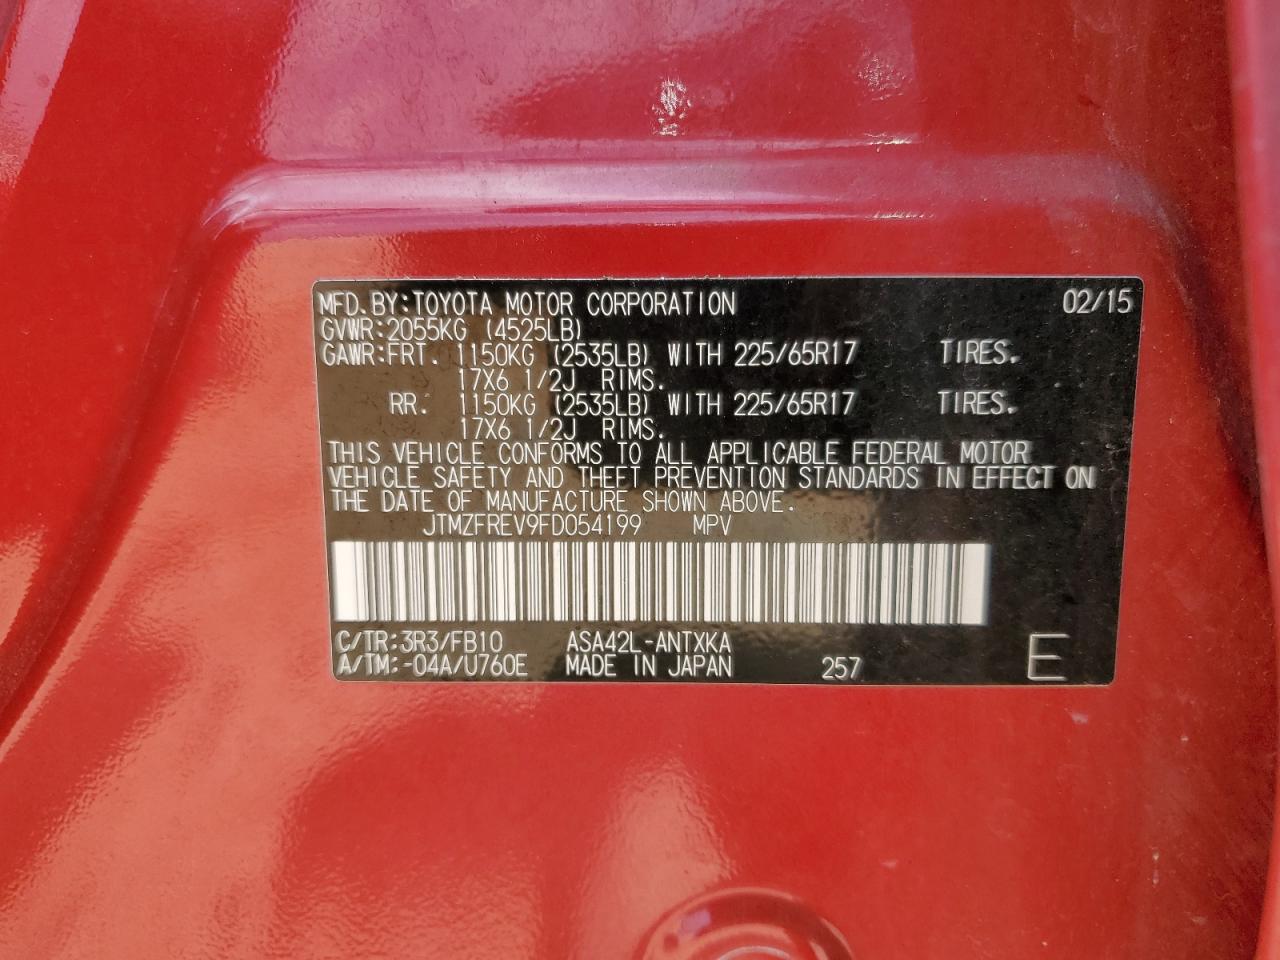 MFD.BY:TOYOTA MOTOR CORPORATION 02/15
GVWR:2055KG (4525LB)
GAWR:FRT. 1150KG (2535LB) WITH 225/65R17 TIRES.
17X6 1/2J RIMS.
RR. 1150KG (2535LB) WITH 225/65R17 TIRES.
17X6 1/2J RIMS.
THIS VEHICLE CONFORMS TO ALL APPLICABLE FEDERAL MOTOR
VEHICLE SAFETY AND THEFT PREVENTION STANDARDS IN EFFECT ON
THE DATE OF MANUFACTURE SHOWN ABOVE.
JTMZFREV9FD054199 MPV
C/TR:3R3/FB10 ASA42L-ANTXKA
A/TM:-04A/U760E MADE IN JAPAN 257 E